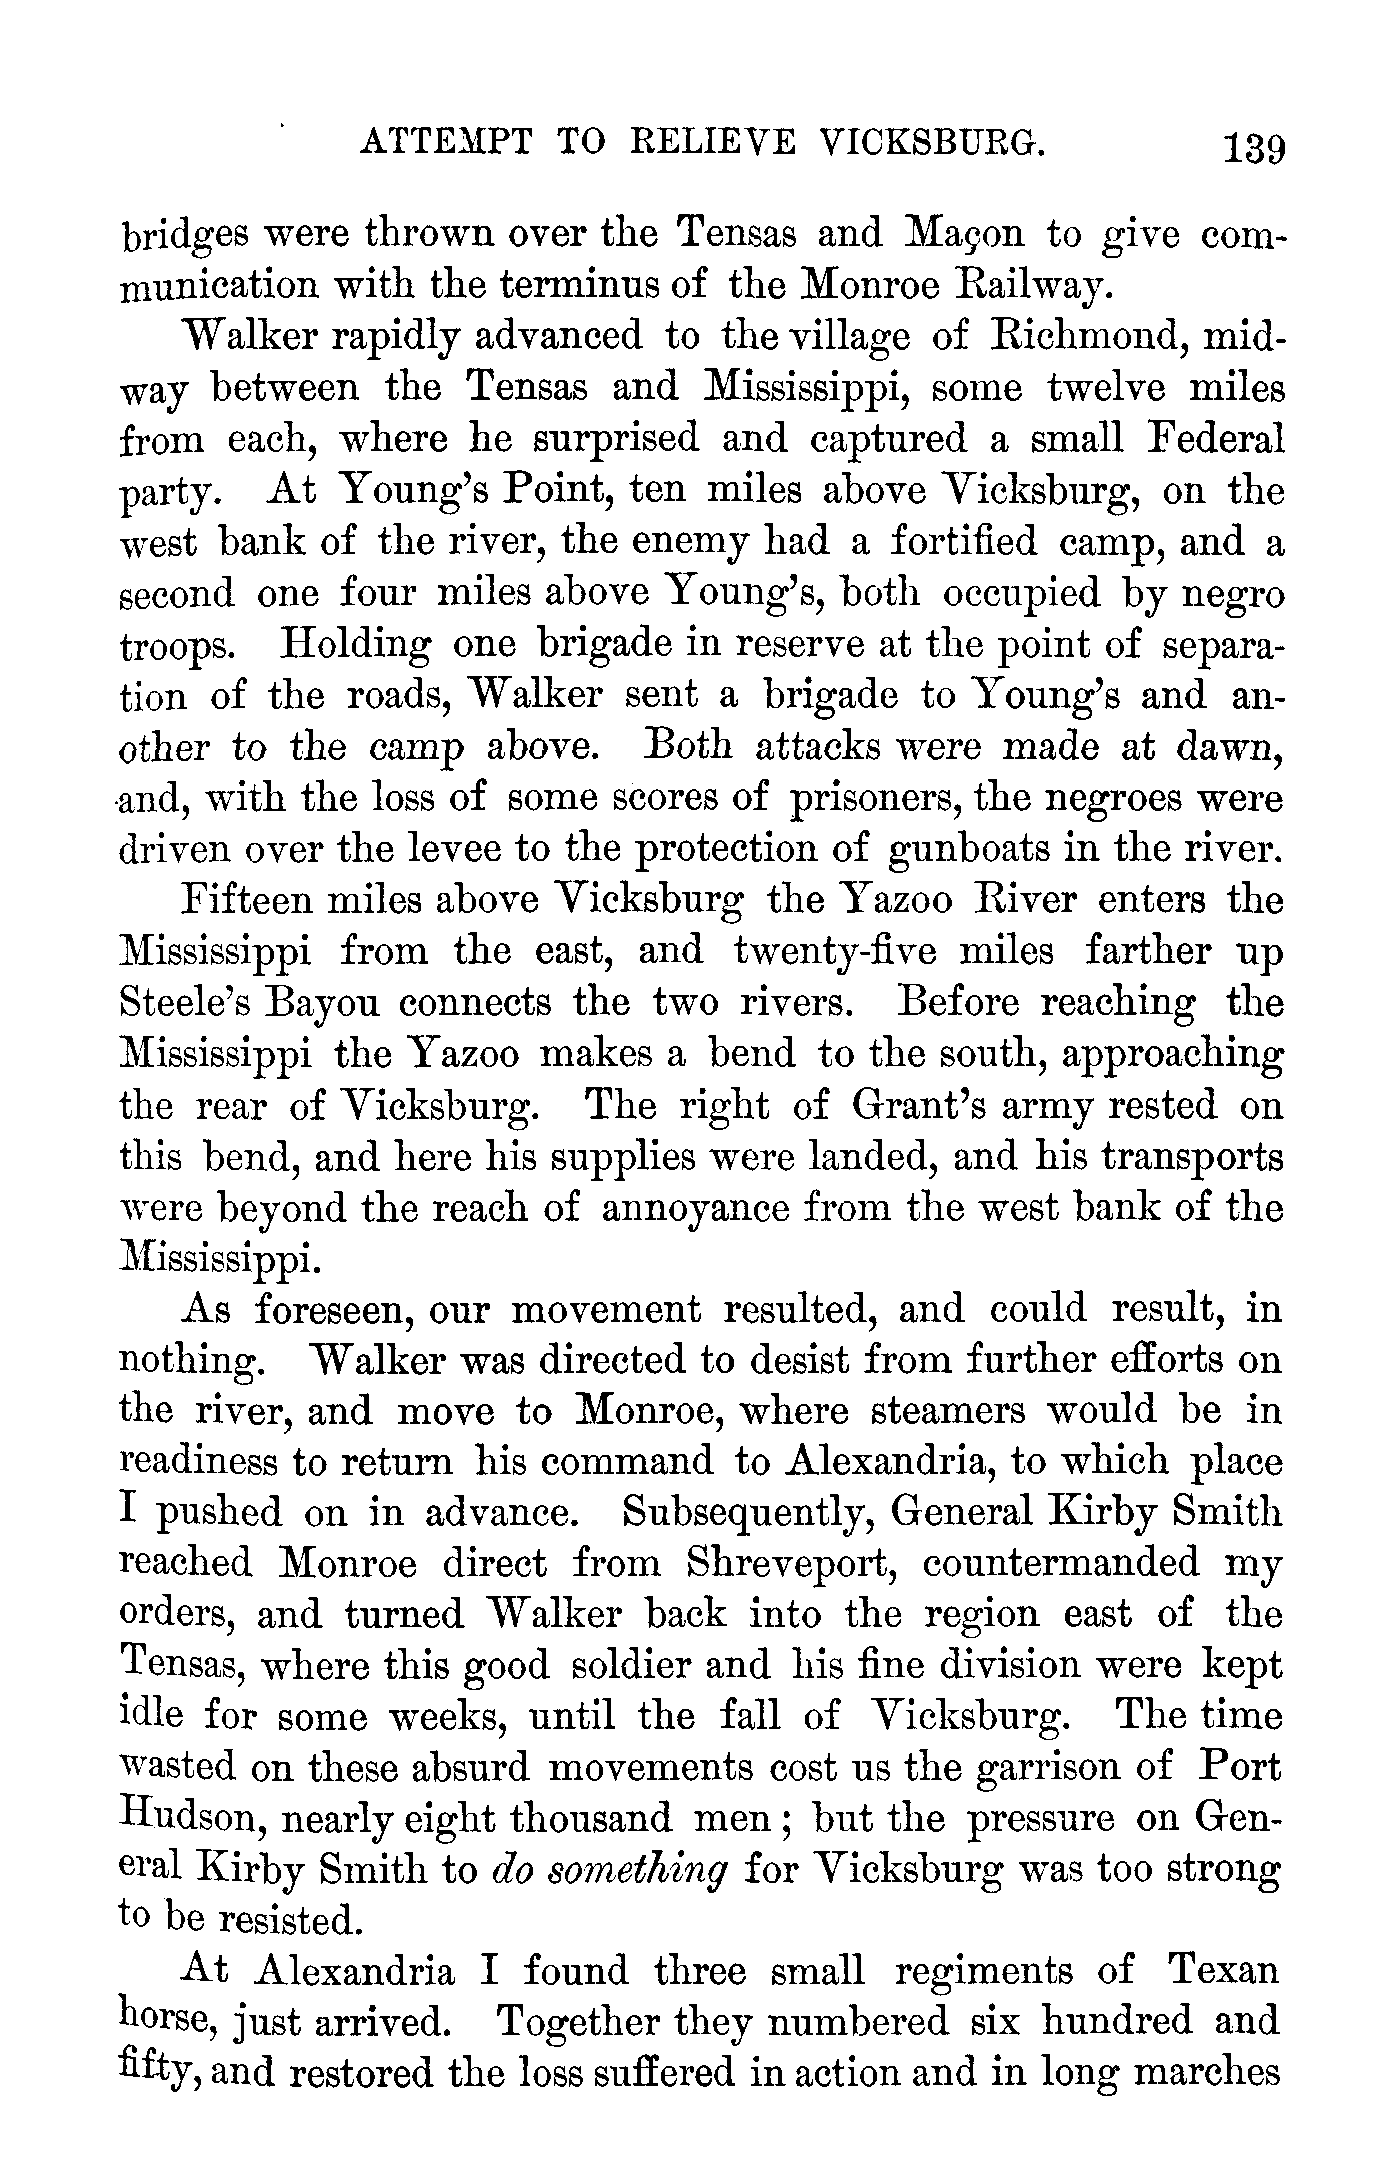 ATTEMPT TO RELIEVE VICKSBURG. 139
bridges were thrown over the Tensas and Maçon to give com-
munication with the terminus of the Monroe Railway.
Walker rapidly advanced to the village of Richmond, mid-
way between the Tensas and Mississippi, some twelve miles
from each, where he surprised and captured a small Federal
party. At Young's Point, ten miles above Vicksburg, on the
west bank of the river, the enemy had a fortified camp, and a
second one four miles above Young's, both occupied by negro
troops. Holding one brigade in reserve at the point of separa-
tion of the roads, Walker sent a brigade to Young's and an-
other to the camp above. Both attacks were made at dawn,
and, with the loss of some scores of prisoners, the negroes were
driven over the levee to the protection of gunboats in the river.
Fifteen miles above Vicksburg the Yazoo River enters the
Mississippi from the east, and twenty-five miles farther up
Steele's Bayou connects the two rivers. Before reaching the
Mississippi the Yazoo makes a bend to the south, approaching
the rear of Vicksburg. The right of Grant's army rested on
this bend, and here his supplies were landed, and his transports
were beyond the reach of annoyance from the west bank of the
Mississippi.
As foreseen, our movement resulted, and could result, in
nothing. Walker was directed to desist from further efforts on
the river, and move to Monroe, where steamers would be in
readiness to return his command to Alexandria, to which place
I pushed on in advance. Subsequently, General Kirby Smith
reached Monroe direct from Shreveport, countermanded my
orders, and turned Walker back into the region east of the
Tensas, where this good soldier and his fine division were kept
idle for some weeks, until the fall of Vicksburg. The time
wasted on these absurd movements cost us the garrison of Port
Hudson, nearly eight thousand men; but the pressure on Gen-
eral Kirby Smith to do something for Vicksburg was too strong
to be resisted.
At Alexandria I found three small regiments of Texan
horse, just arrived. Together they numbered six hundred and
fifty, and restored the loss suffered in action and in long marches